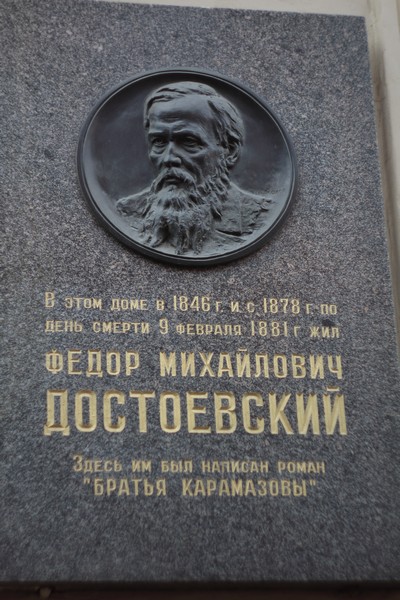 В этом доме в 1846 г. и с 1878 г. по
день смерти 9 февраля 1881 г. жил
ФЕДОР МИХАЙЛОВИЧ
ДОСТОЕВСКИЙ
Здесь им был написан роман
"БРАТЬЯ КАРАМАЗОВЫ"